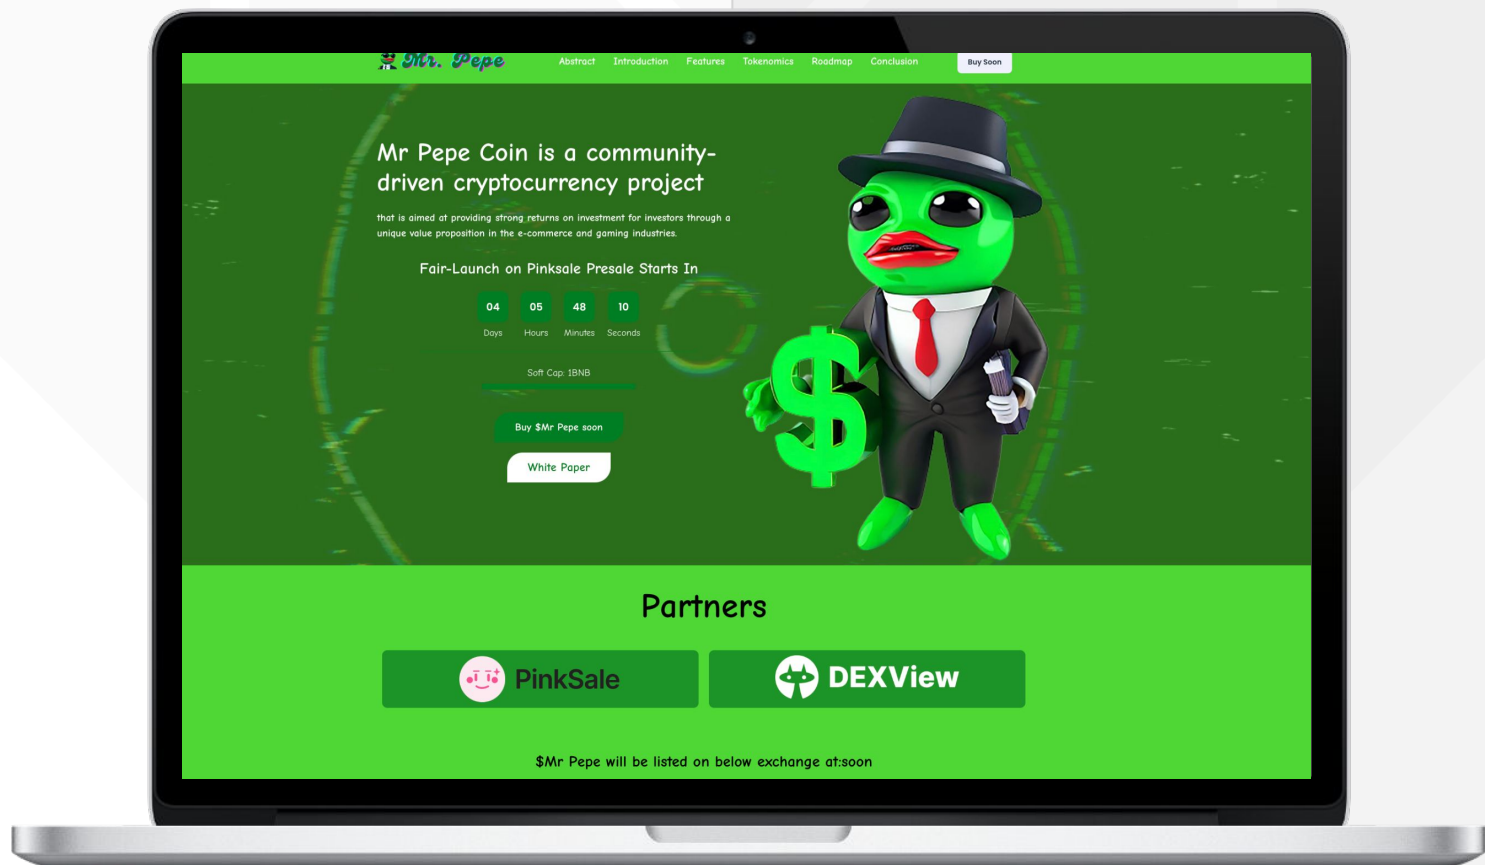 Mr. Pepe
Abstract Introduction Features Tokenomics Roadmap Conclusion Buy Soon
Mr Pepe Coin is a community-
driven cryptocurrency project
that is aimed at providing strong returns on investment for investors through a
unique value proposition in the e-commerce and gaming industries.
Fair-Launch on Pinksale Presale Starts In
04 05 48 10
Days Hours Minutes Seconds
Soft Cap: 1BNB
Buy $Mr Pepe soon
White Paper
$
Partners
PinkSale DEXView
$Mr Pepe will be listed on below exchange at:soon